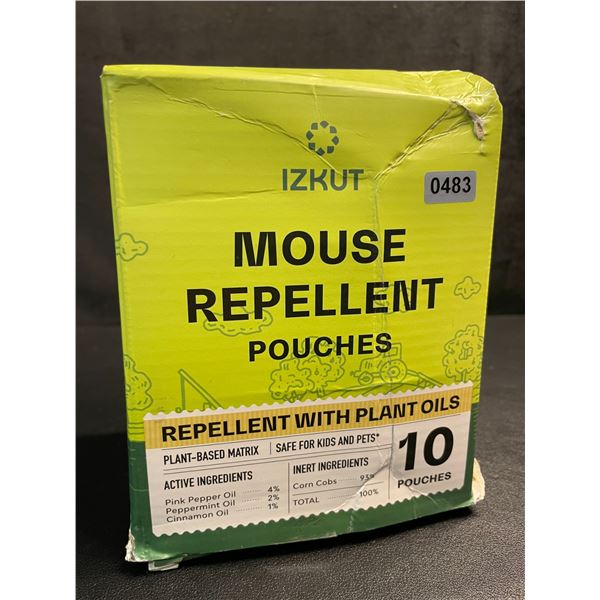 IZKUT
0483
MOUSE
REPELLENT
POUCHES
REPELLENT WITH PLANT OILS
PLANT-BASED MATRIX | SAFE FOR KIDS AND PETS*
ACTIVE INGREDIENTS
Pink Pepper Oil 4%
Peppermint Oil 2%
Cinnamon Oil 1%
INERT INGREDIENTS
Corn Cobs 93%
TOTAL 100%
10
POUCHES